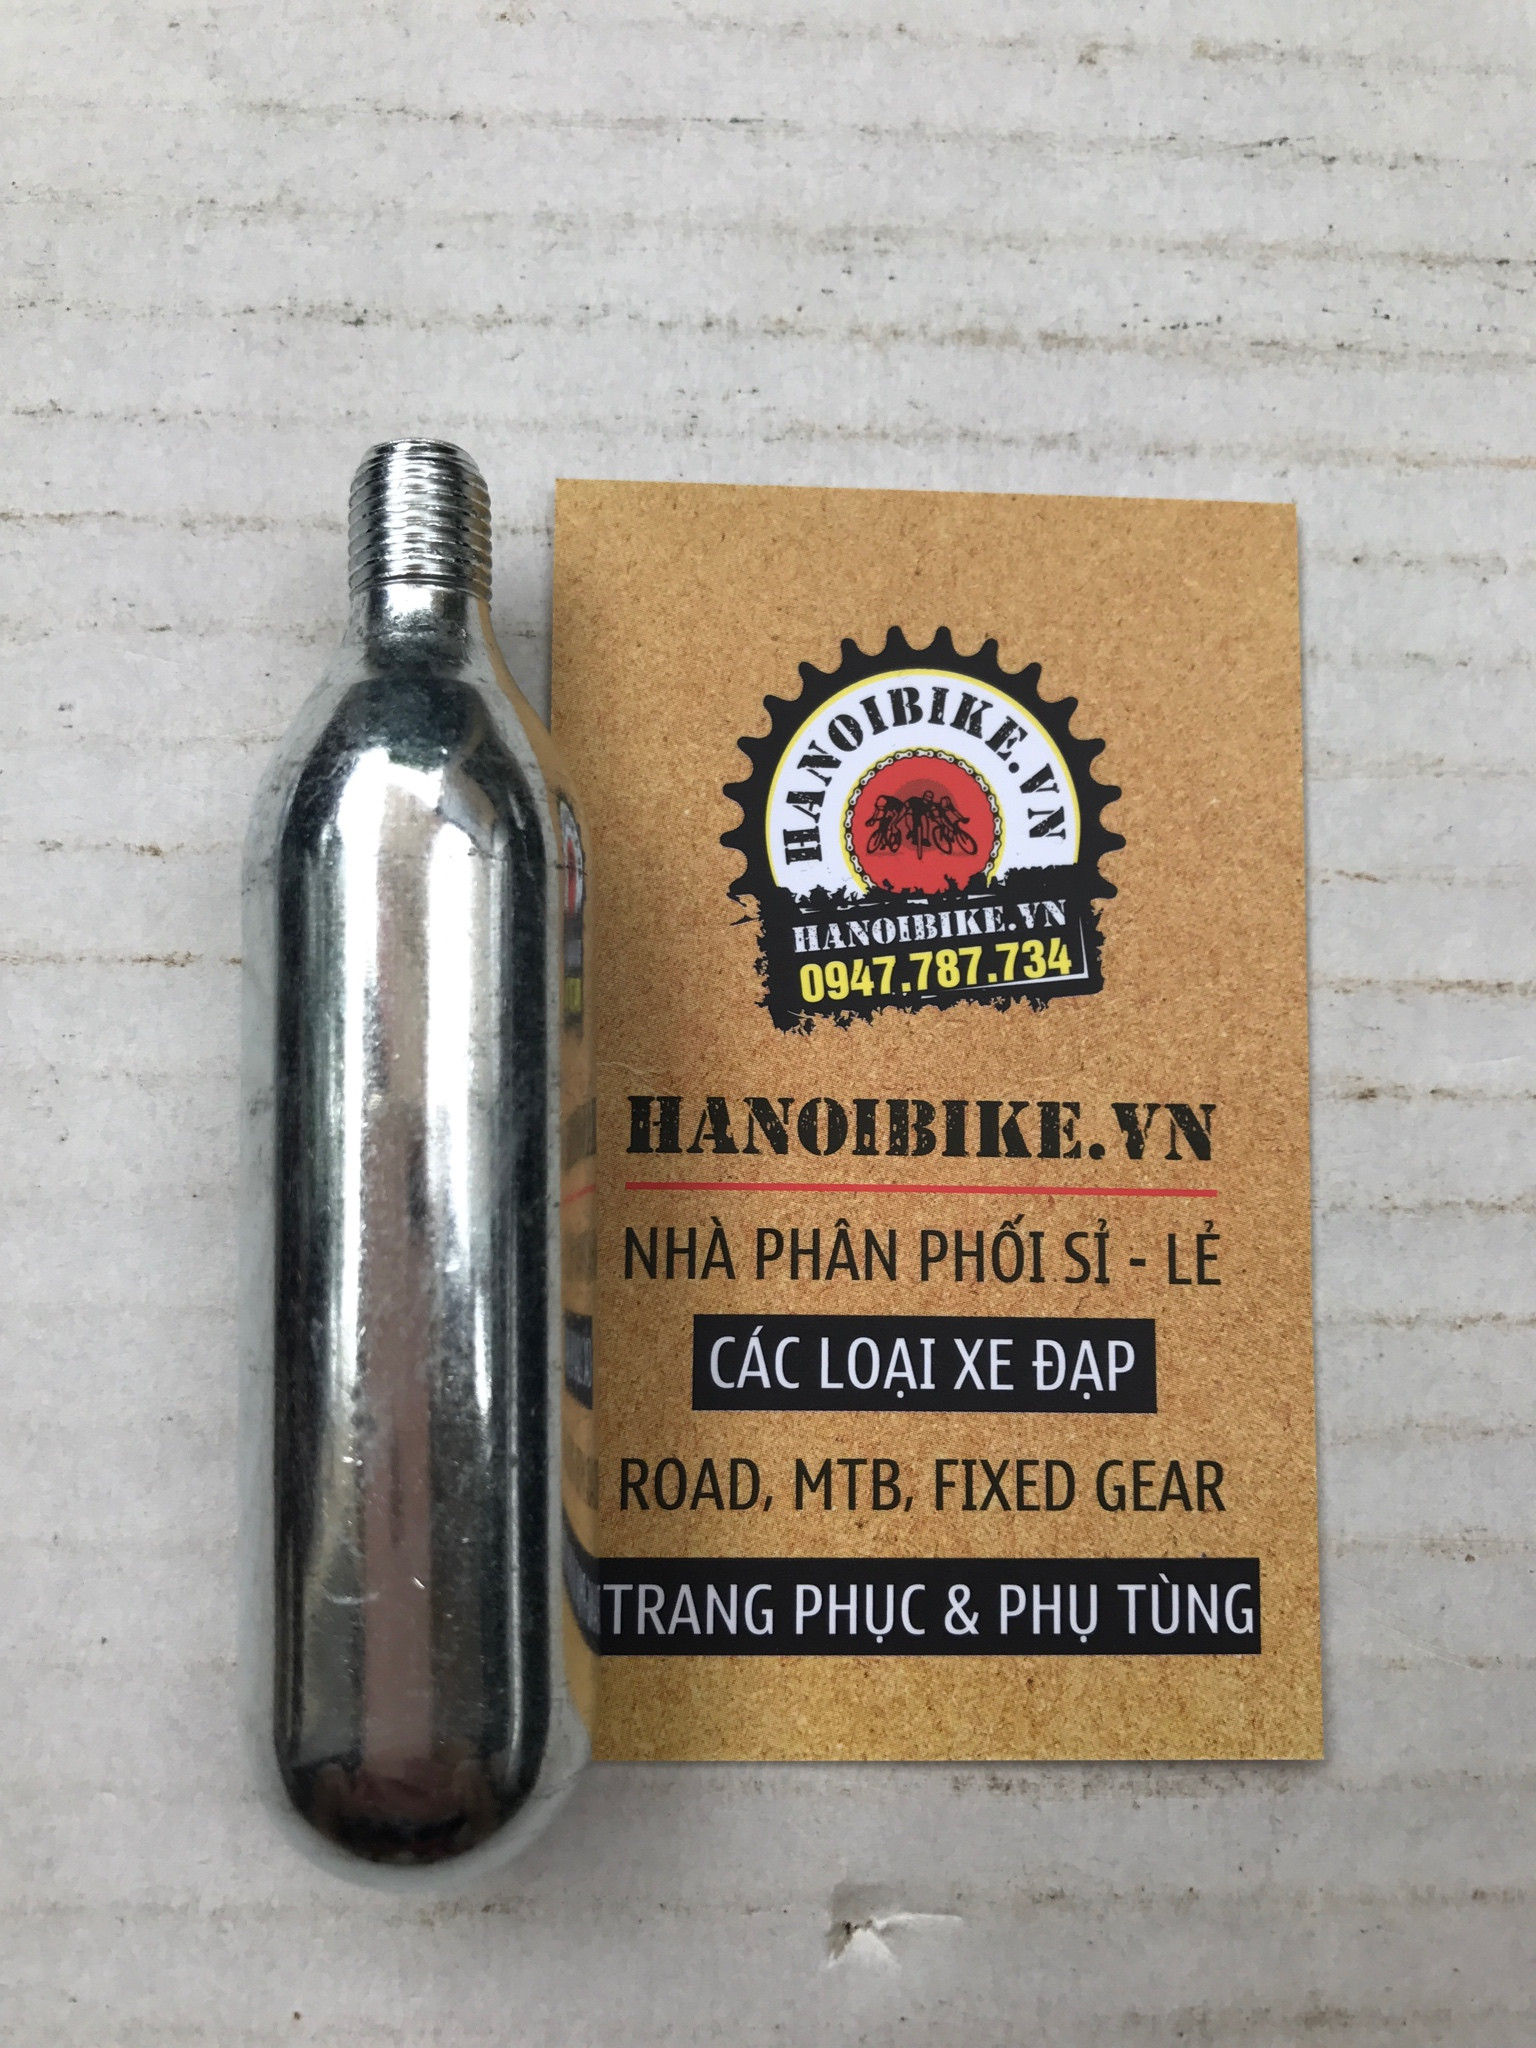 HANOIBIKE.VN
HANOIBIKE.VN
0947.787.734
HANOIBIKE.VN
NHÀ PHÂN PHỐI SỈ - LẺ
CÁC LOẠI XE ĐẠP
ROAD, MTB, FIXED GEAR
TRANG PHỤC & PHỤ TÙNG